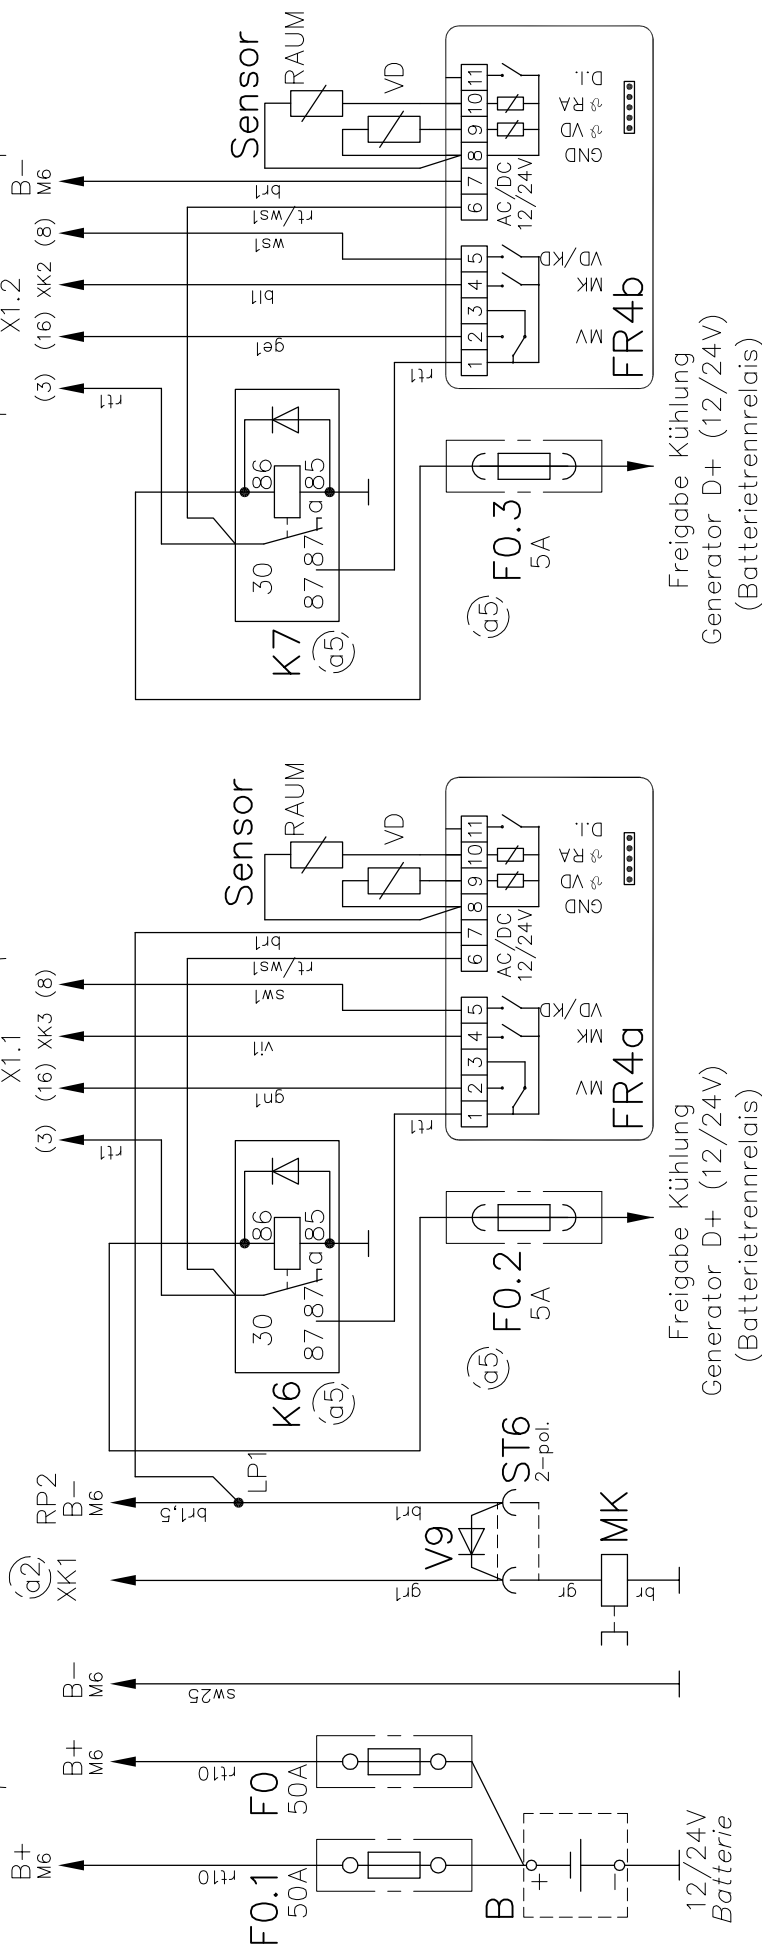 B+
M6
rt10
F0.1
50A
B
+
−
12/24V
Batterie
B+
M6
rt10
F0
50A
B−
M6
sw25
(a2)
XK1
gr1
V9
gr
br
MK
RP2
B−
M6
br1,5
LP1
br1
ST6
2-pol.
X1.1
(3)
(16)
XK3
(8)
rt1
gn1
vi1
sw1
rt/ws1
br1
K6
(a5)
30
86
87
87a
85
rt1
(a5)
F0.2
5A
Freigabe Kühlung
Generator D+ (12/24V)
(Batterietrennrelais)
Sensor
RAUM
VD
1 2 3 4 5
6 7 8 9 10 11
AC/DC
12/24V
MV
MK
VD/KD
GND
ϑ VD
ϑ RA
D.I.
FR4a
X1.2
(3)
(16)
XK2
(8)
B−
M6
rt1
ge1
bl1
ws1
rt/ws1
br1
K7
(a5)
30
86
87
87a
85
rt1
(a5)
F0.3
5A
Freigabe Kühlung
Generator D+ (12/24V)
(Batterietrennrelais)
Sensor
RAUM
VD
1 2 3 4 5
6 7 8 9 10 11
AC/DC
12/24V
MV
MK
VD/KD
GND
ϑ VD
ϑ RA
D.I.
FR4b